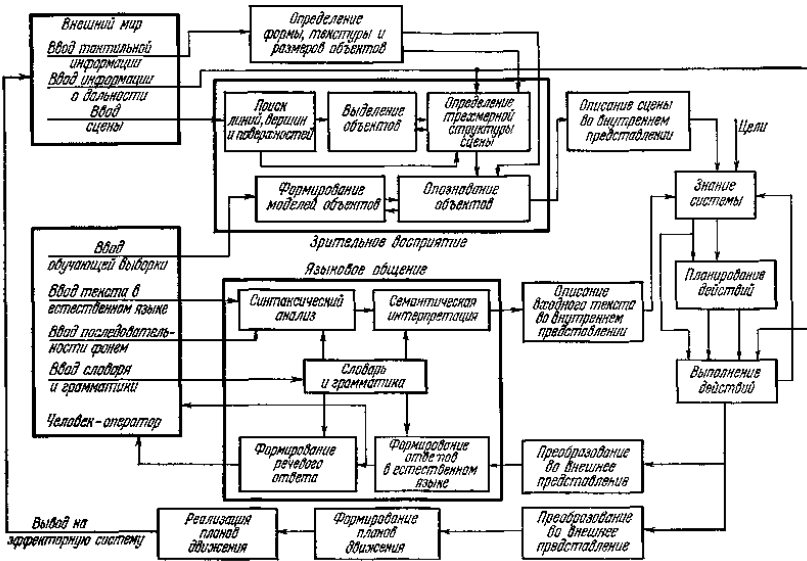 Внешний мир
Ввод тактильной
информации
Ввод информации
о дальности
Ввод
сцены
Определение
формы, текстуры и
размеров объектов
Поиск
линий, вершин
и поверхностей
Выделение
объектов
Определение
трехмерной
структуры
сцены
Описание сцены
во внутреннем
представлении
Цели
Формирование
моделей объектов
Опознавание
объектов
Знание
системы
Зрительное восприятие
Ввод
обучающей выборки
Ввод текста в
естественном языке
Ввод последователь-
ности фонем
Ввод словаря
и грамматики
Человек-оператор
Языковое общение
Синтаксический
анализ
Семантическая
интерпретация
Описание
входного текста
во внутреннем
представлении
Планирование
действий
Словарь
и грамматика
Выполнение
действий
Формирование
речевого
ответа
Формирование
ответов
в естественном
языке
Преобразование
во внешнее
представление
Вывод на
эффекторную систему
Реализация
планов
движения
Формирование
планов
движения
Преобразование
во внешнее
представление